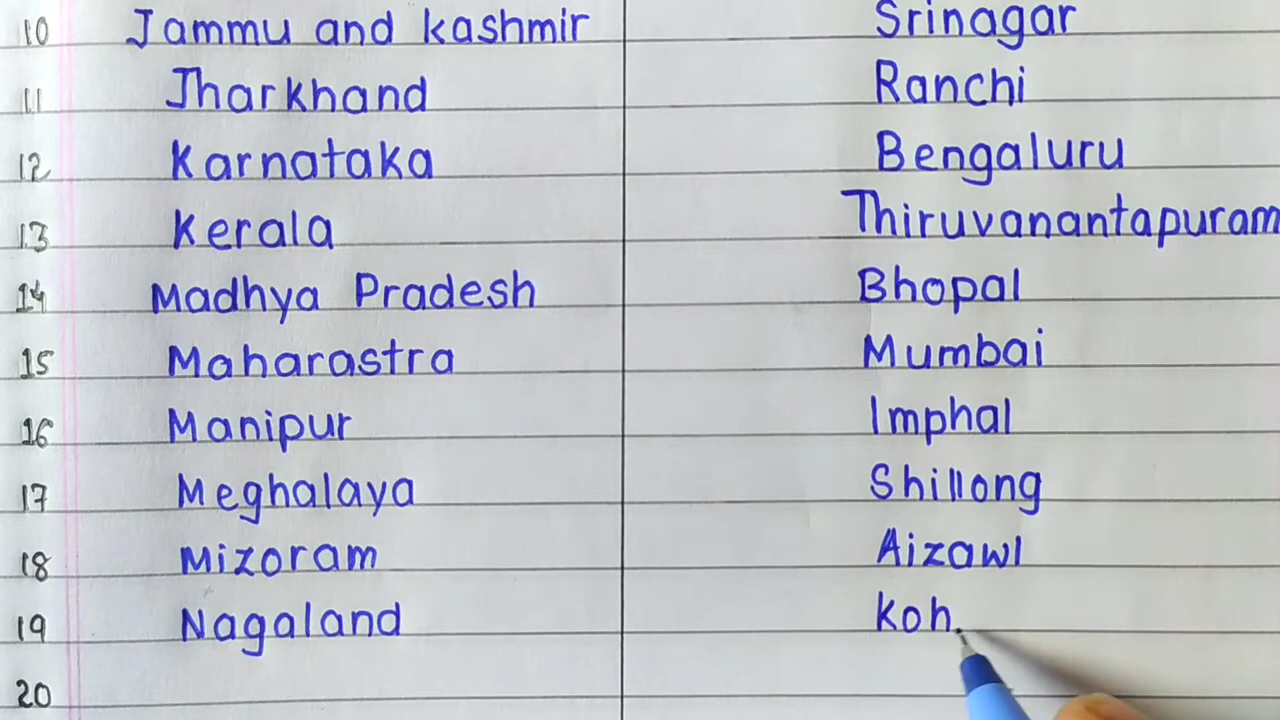 10 Jammu and Kashmir Srinagar
11 Jharkhand Ranchi
12 Karnataka Bengaluru
13 Kerala Thiruvanantapuram
14 Madhya Pradesh Bhopal
15 Maharastra Mumbai
16 Manipur Imphal
17 Meghalaya Shillong
18 Mizoram Aizawl
19 Nagaland Koh
20